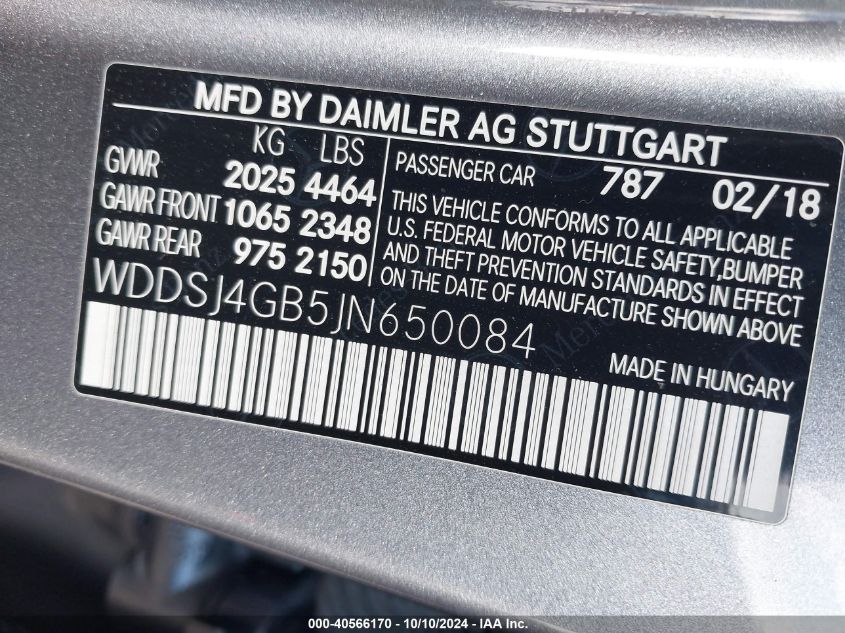 MFD BY DAIMLER AG STUTTGART
KG LBS
GVWR 2025 4464
GAWR FRONT 1065 2348
GAWR REAR 975 2150
PASSENGER CAR 787 02/18
THIS VEHICLE CONFORMS TO ALL APPLICABLE
U.S. FEDERAL MOTOR VEHICLE SAFETY, BUMPER
AND THEFT PREVENTION STANDARDS IN EFFECT
ON THE DATE OF MANUFACTURE SHOWN ABOVE
WDDSJ4GB5JN650084
MADE IN HUNGARY
000-40566170 - 10/10/2024 - IAA Inc.